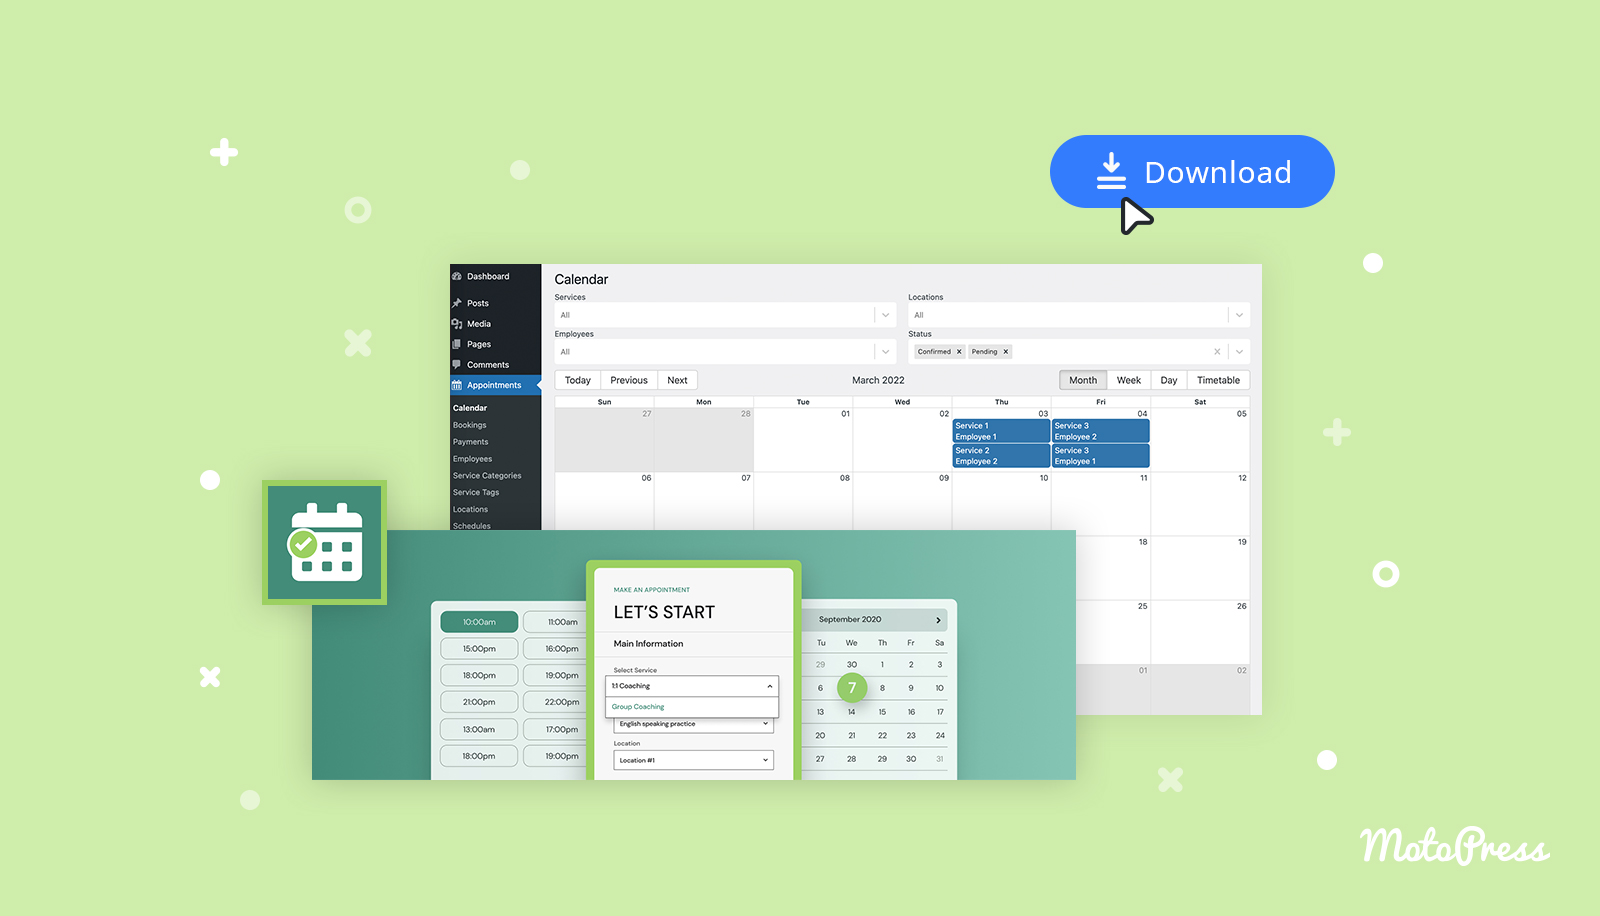 Download
Dashboard
Posts
Media
Pages
Comments
Appointments
Calendar
Bookings
Payments
Employees
Service Categories
Service Tags
Locations
Schedules
Calendar
Services
Locations
All
All
Employees
Status
All
Confirmed × Pending ×
Today Previous Next
March 2022
Month Week Day Timetable
Sun Mon Tue Wed Thu Fri Sat
27 28 01 02 03 04 05
Service 1
Employee 1
Service 2
Employee 2
Service 3
Employee 2
Service 3
Employee 1
06 07 08 09 10 11 12
18 19
25 26
01 02
10:00am 11:00am
15:00pm 16:00pm
18:00pm 19:00pm
21:00pm 22:00pm
13:00am 17:00pm
18:00pm 19:00pm
MAKE AN APPOINTMENT
LET'S START
Main Information
Select Service
1:1 Coaching
Group Coaching
English speaking practice
Location
Location #1
September 2020
Tu We Th Fr Sa
29 30 1 2 3
6 7 8 9 10
13 14 15 16 17
20 21 22 23 24
27 28 29 30 31
MotoPress